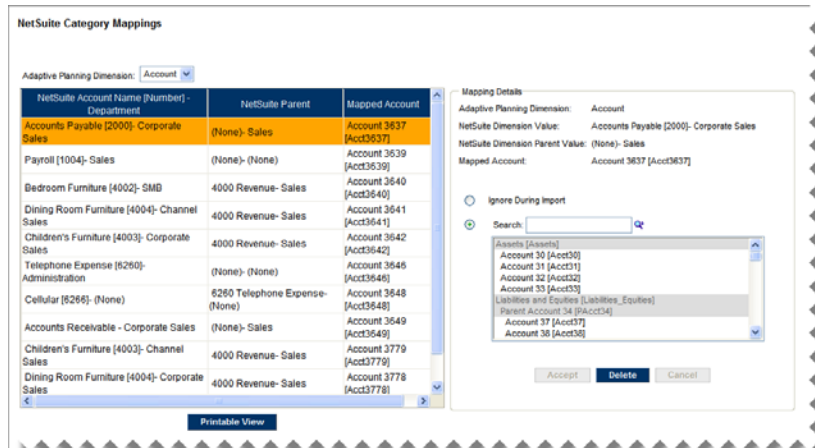 NetSuite Category Mappings
Adaptive Planning Dimension: Account
NetSuite Account Name [Number] - Department NetSuite Parent Mapped Account
Accounts Payable [2000]- Corporate Sales (None)- Sales Account 3637 [Acct3637]
Payroll [1004]- Sales (None)- (None) Account 3639 [Acct3639]
Bedroom Furniture [4002]- SMB 4000 Revenue- Sales Account 3640 [Acct3640]
Dining Room Furniture [4004]- Channel Sales 4000 Revenue- Sales Account 3641 [Acct3641]
Children's Furniture [4003]- Corporate Sales 4000 Revenue- Sales Account 3642 [Acct3642]
Telephone Expense [6260]- Administration (None)- (None) Account 3646 [Acct3646]
Cellular [6266]- (None) 6260 Telephone Expense- (None) Account 3648 [Acct3648]
Accounts Receivable - Corporate Sales (None)- Sales Account 3649 [Acct3649]
Children's Furniture [4003]- Channel Sales 4000 Revenue- Sales Account 3779 [Acct3779]
Dining Room Furniture [4004]- Corporate Sales 4000 Revenue- Sales Account 3778 [Acct3778]
Printable View
Mapping Details
Adaptive Planning Dimension: Account
NetSuite Dimension Value: Accounts Payable [2000]- Corporate Sales
NetSuite Dimension Parent Value: (None)- Sales
Mapped Account: Account 3637 [Acct3637]
Ignore During Import
Search:
Assets [Assets]
Account 30 [Acct30]
Account 31 [Acct31]
Account 32 [Acct32]
Account 33 [Acct33]
Liabilities and Equities [Liabilities_Equities]
Parent Account 34 [PAcct34]
Account 37 [Acct37]
Account 38 [Acct38]
Accept Delete Cancel